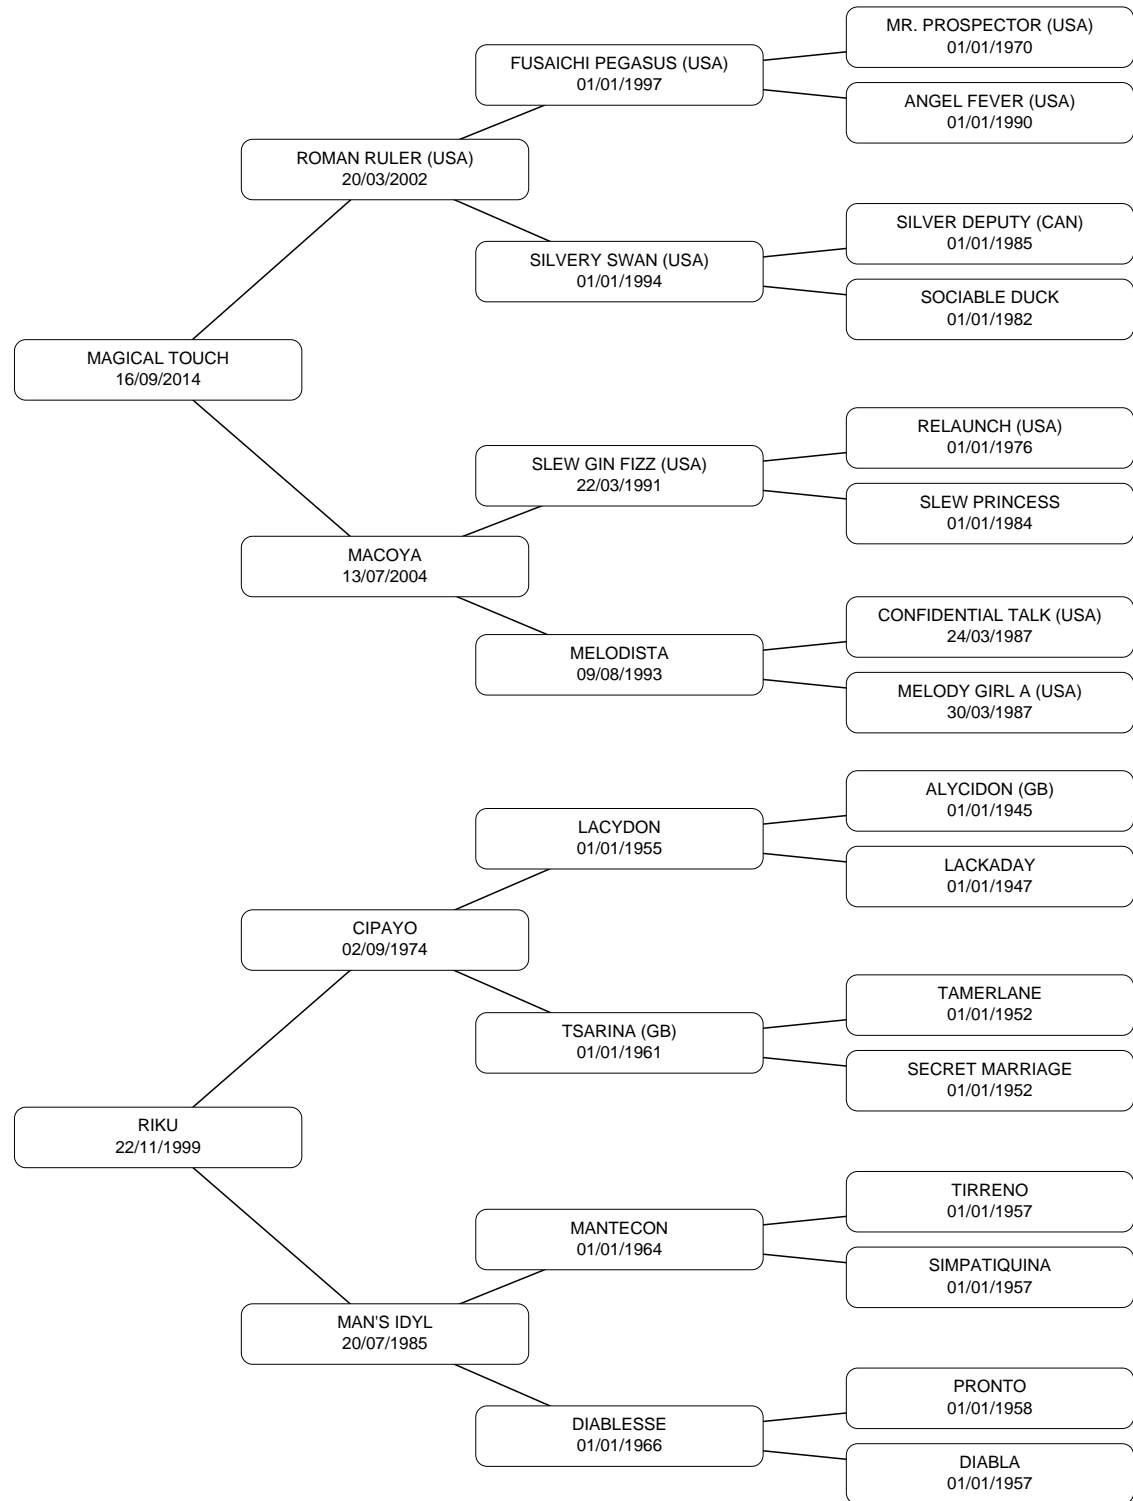 MR. PROSPECTOR (USA)
01/01/1970
FUSAICHI PEGASUS (USA)
01/01/1997
ANGEL FEVER (USA)
01/01/1990
ROMAN RULER (USA)
20/03/2002
SILVER DEPUTY (CAN)
01/01/1985
SILVERY SWAN (USA)
01/01/1994
SOCIABLE DUCK
01/01/1982
MAGICAL TOUCH
16/09/2014
RELAUNCH (USA)
01/01/1976
SLEW GIN FIZZ (USA)
22/03/1991
SLEW PRINCESS
01/01/1984
MACOYA
13/07/2004
CONFIDENTIAL TALK (USA)
24/03/1987
MELODISTA
09/08/1993
MELODY GIRL A (USA)
30/03/1987
ALYCIDON (GB)
01/01/1945
LACYDON
01/01/1955
LACKADAY
01/01/1947
CIPAYO
02/09/1974
TAMERLANE
01/01/1952
TSARINA (GB)
01/01/1961
SECRET MARRIAGE
01/01/1952
RIKU
22/11/1999
TIRRENO
01/01/1957
MANTECON
01/01/1964
SIMPATIQUINA
01/01/1957
MAN'S IDYL
20/07/1985
PRONTO
01/01/1958
DIABLESSE
01/01/1966
DIABLA
01/01/1957